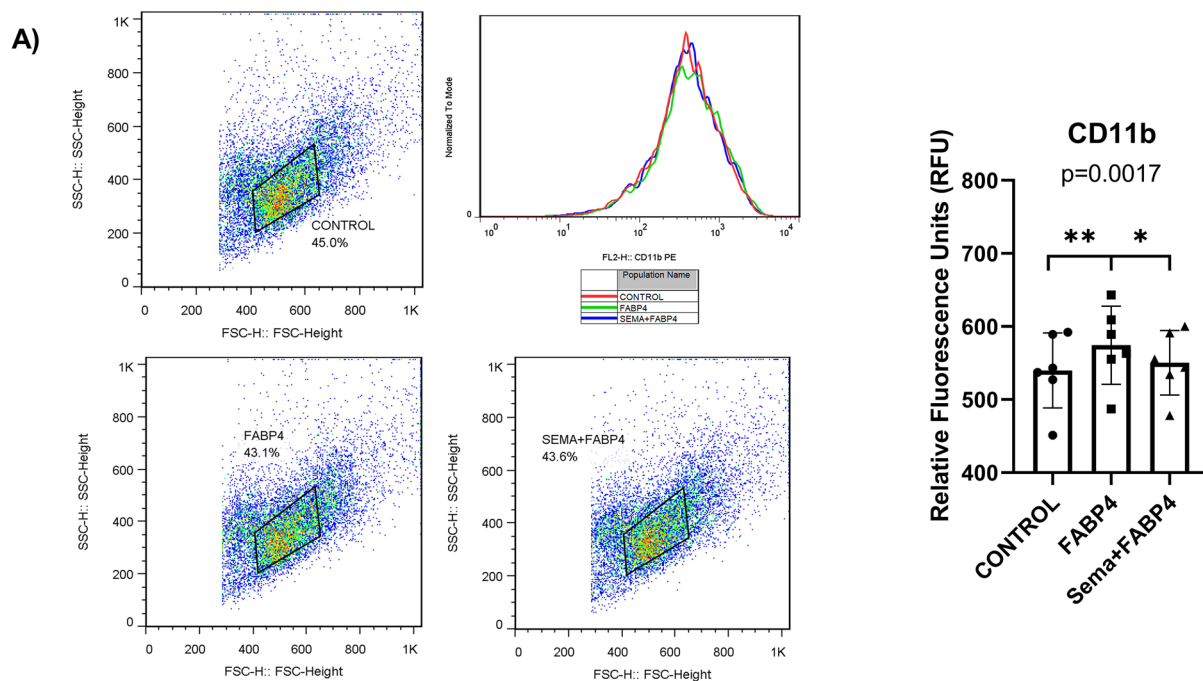 A)
1K
800
600
400
200
0
SSC-H:: SSC-Height
CONTROL
45.0%
0 200 400 600 800 1K
FSC-H:: FSC-Height
Normalized To Mode
0
10^0 10^1 10^2 10^3 10^4
FL2-H:: CD11b PE
Population Name
CONTROL
FABP4
SEMA+FABP4
1K
800
600
400
200
0
SSC-H:: SSC-Height
FABP4
43.1%
0 200 400 600 800 1K
FSC-H:: FSC-Height
1K
800
600
400
200
0
SSC-H:: SSC-Height
SEMA+FABP4
43.6%
0 200 400 600 800 1K
FSC-H:: FSC-Height
CD11b
p=0.0017
** *
Relative Fluorescence Units (RFU)
800
700
600
500
400
CONTROL
FABP4
Sema+FABP4